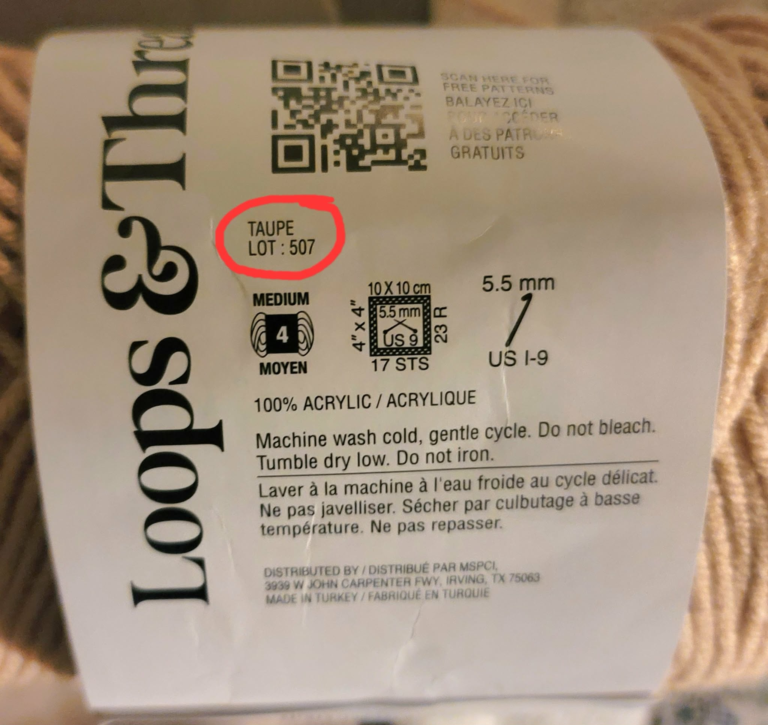 Loops & Threa
SCAN HERE FOR
FREE PATTERNS
BALAYEZ ICI
POUR ACCÉDER
À DES PATRONS
GRATUITS
TAUPE
LOT : 507
MEDIUM
4
MOYEN
10 X 10 cm
4" x 4"
5.5 mm
US 9
23 R
17 STS
5.5 mm
US I-9
100% ACRYLIC / ACRYLIQUE
Machine wash cold, gentle cycle. Do not bleach.
Tumble dry low. Do not iron.
Laver à la machine à l'eau froide au cycle délicat.
Ne pas javelliser. Sécher par culbutage à basse
température. Ne pas repasser.
DISTRIBUTED BY / DISTRIBUÉ PAR MSPCI,
3939 W JOHN CARPENTER FWY, IRVING, TX 75063
MADE IN TURKEY / FABRIQUÉ EN TURQUIE